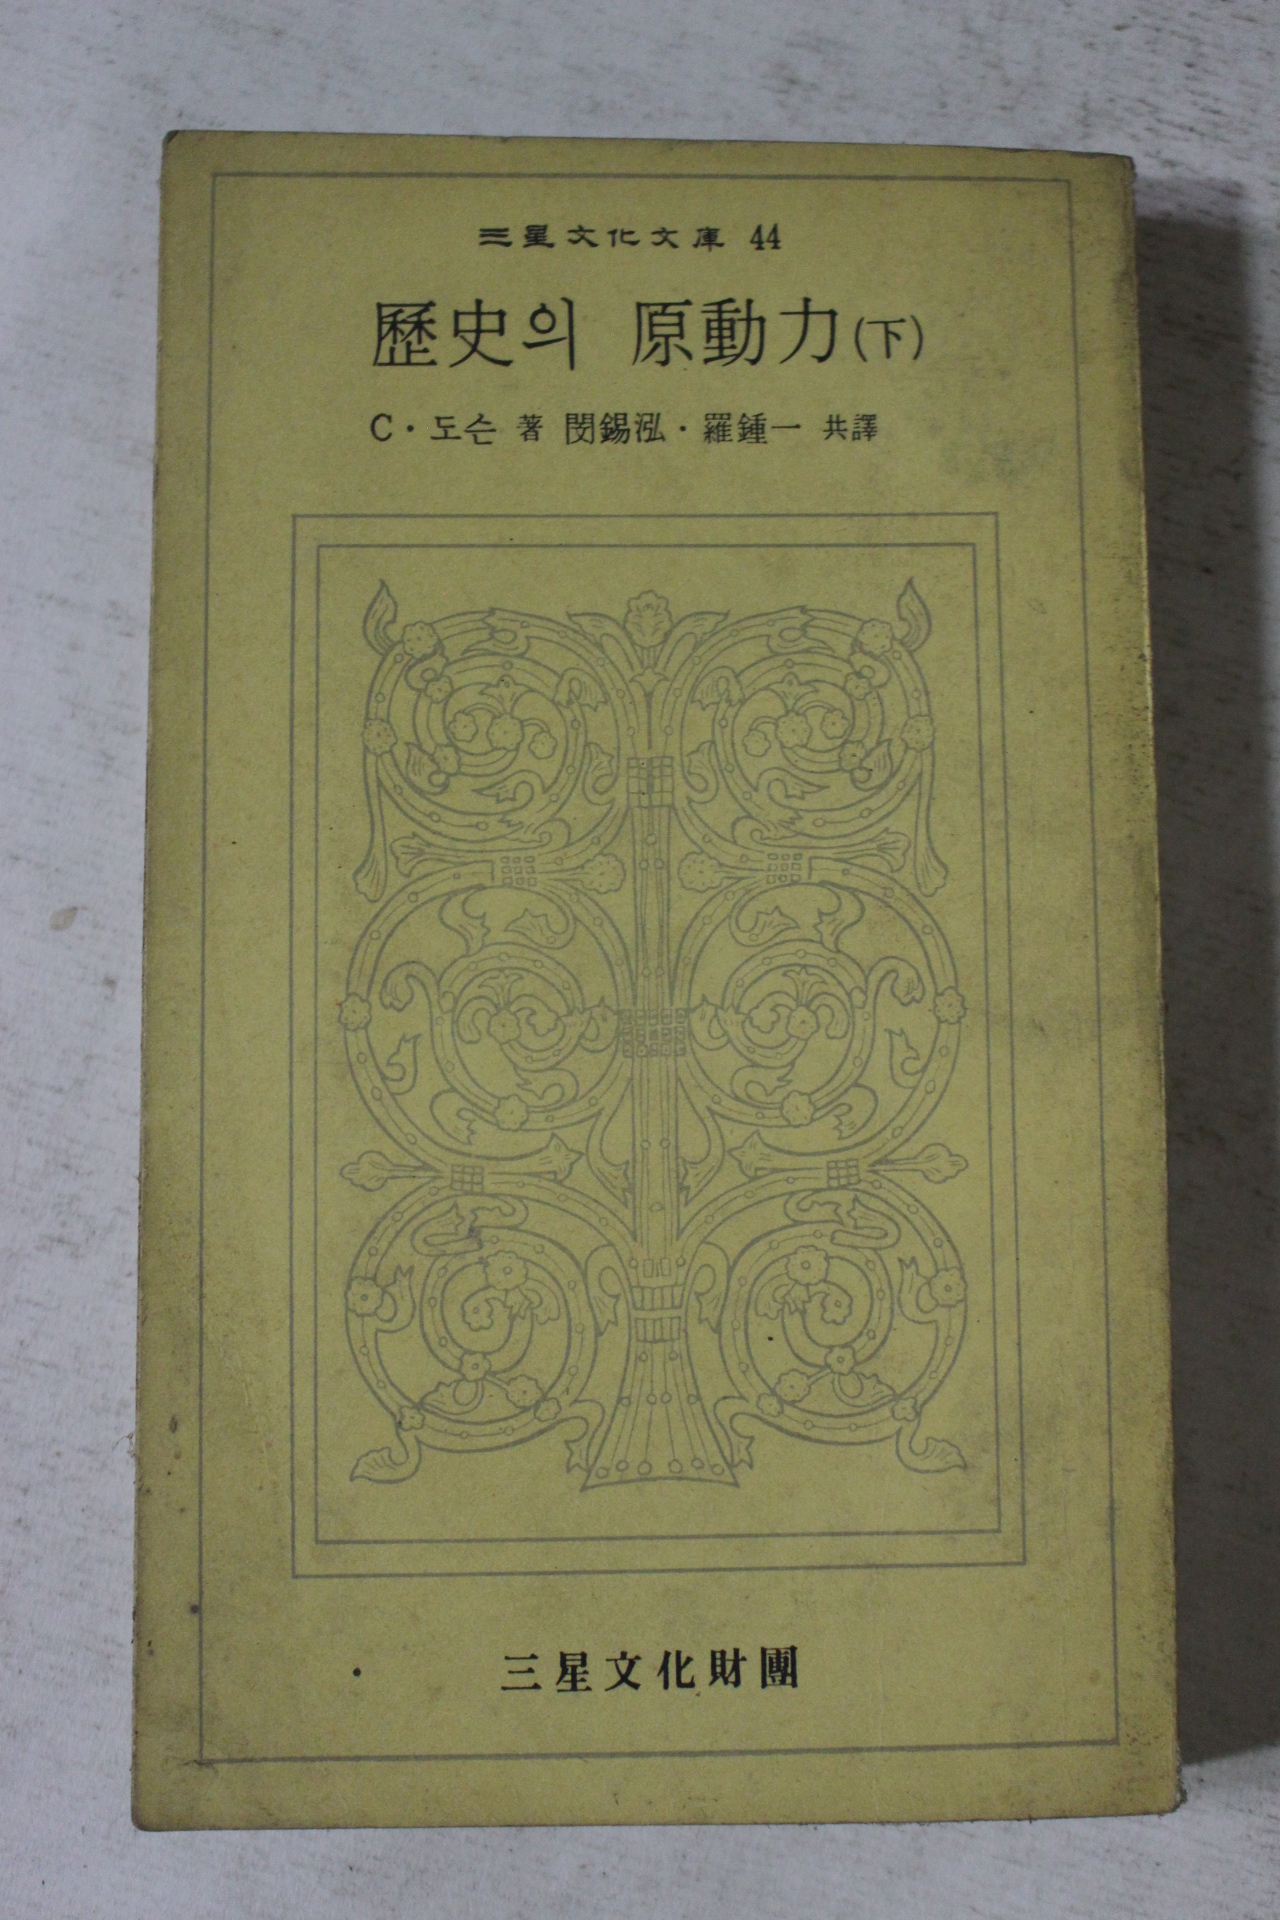 三星文化文庫 44
歷史의 原動力(下)
C·도슨 著 閔錫泓·羅鍾一 共譯
三星文化財團